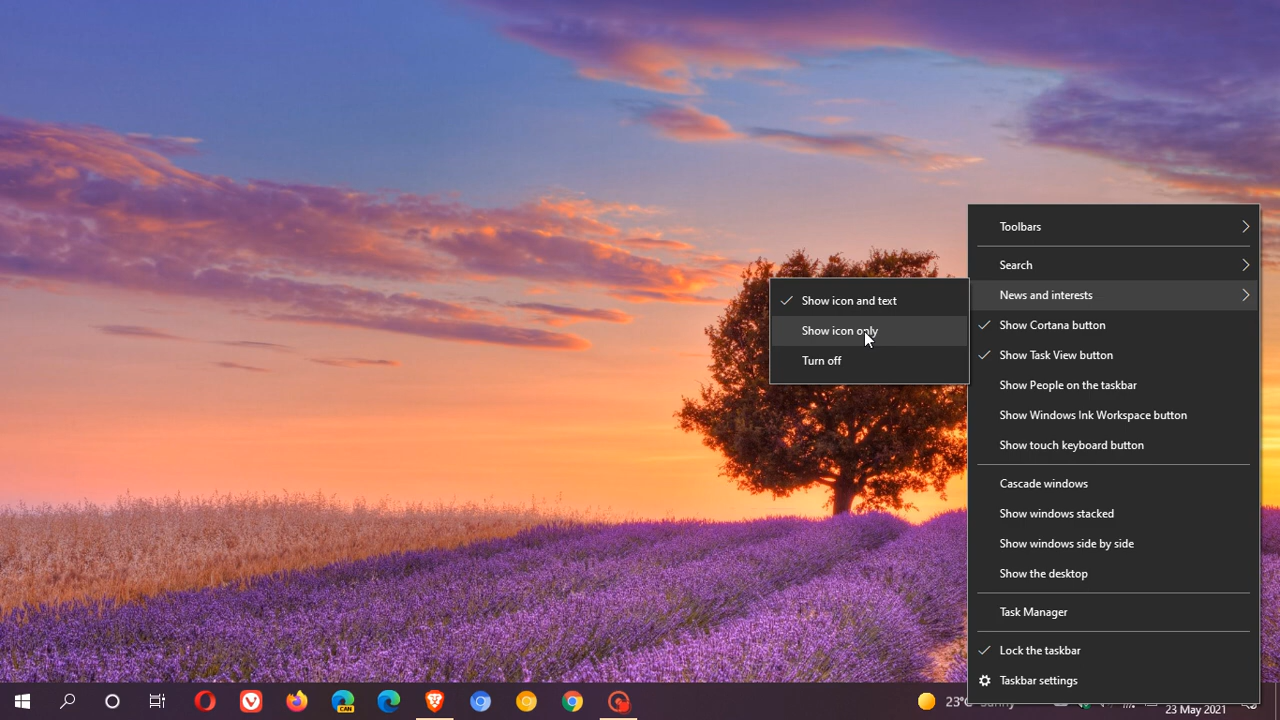 Toolbars
Search
News and interests
Show Cortana button
Show Task View button
Show People on the taskbar
Show Windows Ink Workspace button
Show touch keyboard button
Cascade windows
Show windows stacked
Show windows side by side
Show the desktop
Task Manager
Lock the taskbar
Taskbar settings
Show icon and text
Show icon only
Turn off
CAN
23°C Sunny
23 May 2021